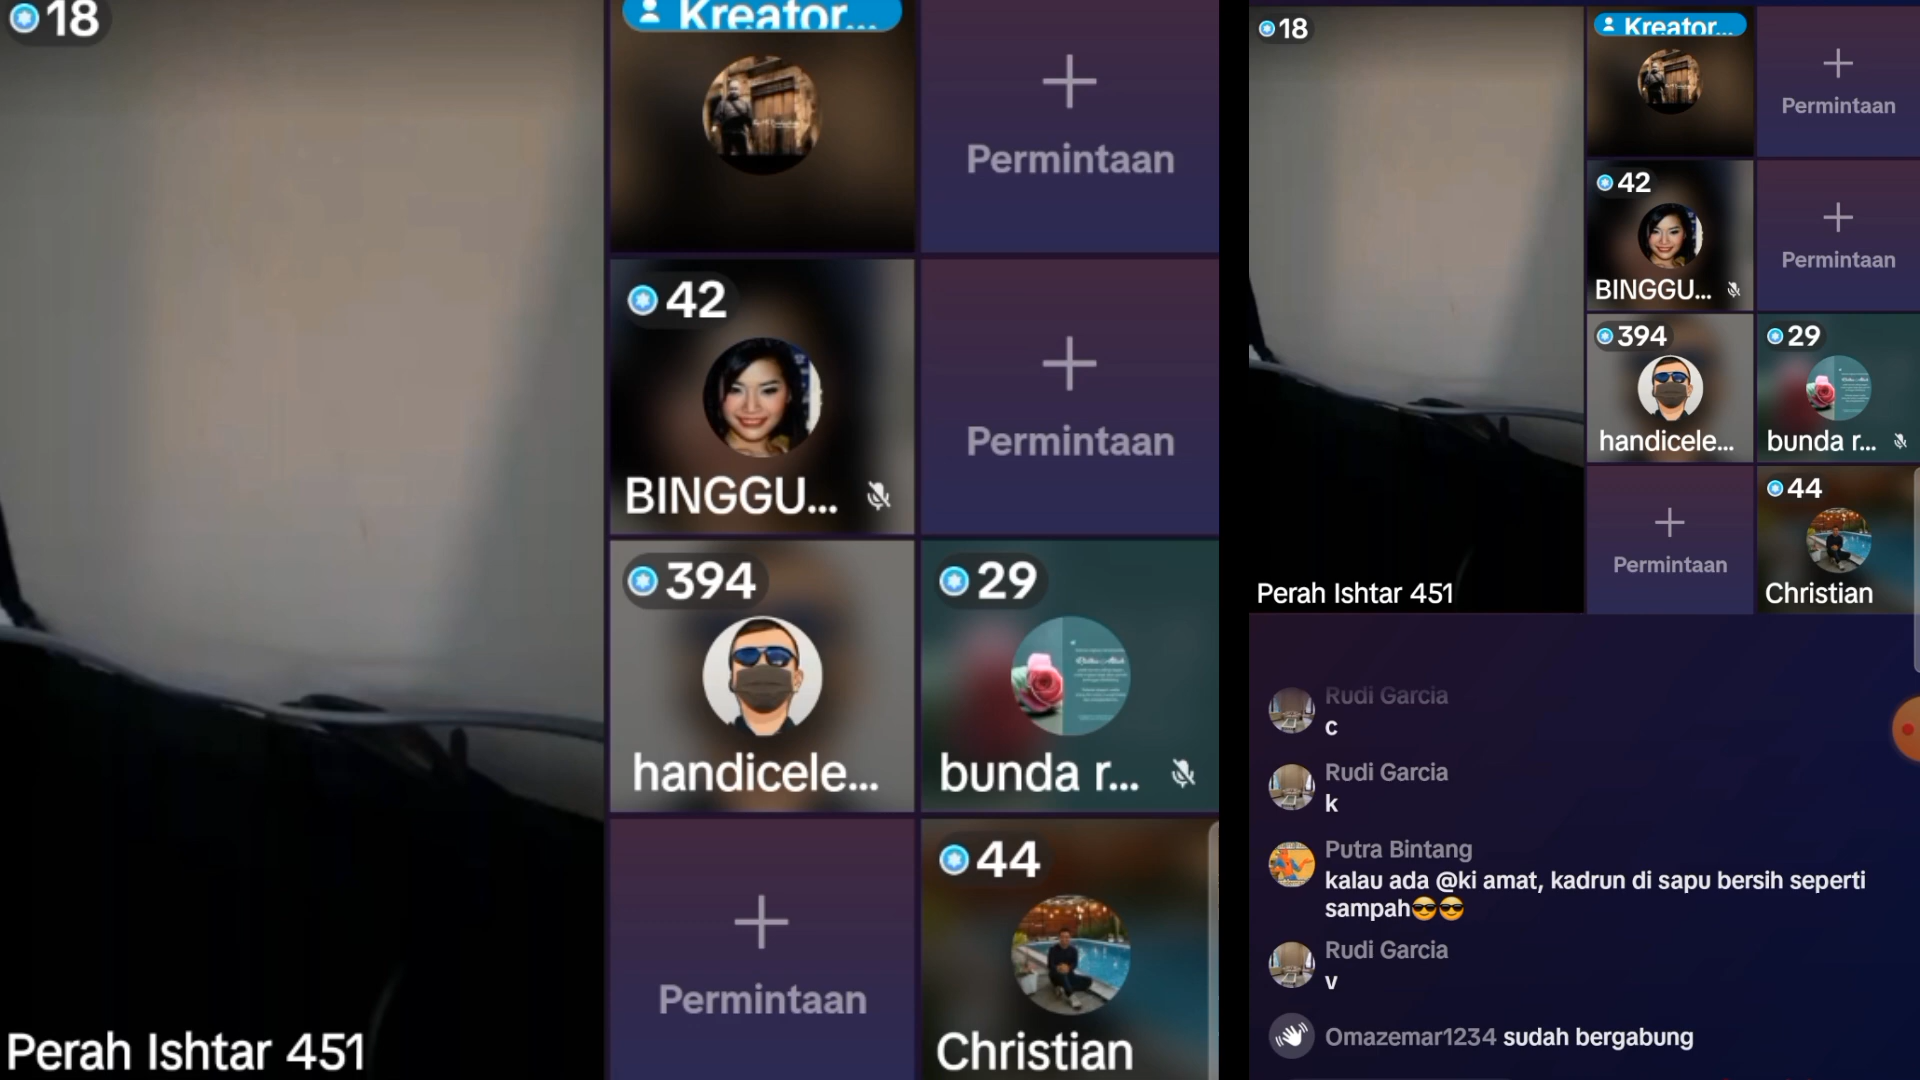 18
Kreator...
Permintaan
42
BINGGU...
Permintaan
394
handicele...
29
bunda r...
Permintaan
44
Christian
Perah Ishtar 451
18
Kreator...
Permintaan
42
BINGGU...
Permintaan
394
handicele...
29
bunda r...
Permintaan
44
Christian
Perah Ishtar 451
Rudi Garcia
c
Rudi Garcia
k
Putra Bintang
kalau ada @ki amat, kadrun di sapu bersih seperti
sampah😎😎
Rudi Garcia
v
Omazemar1234 sudah bergabung